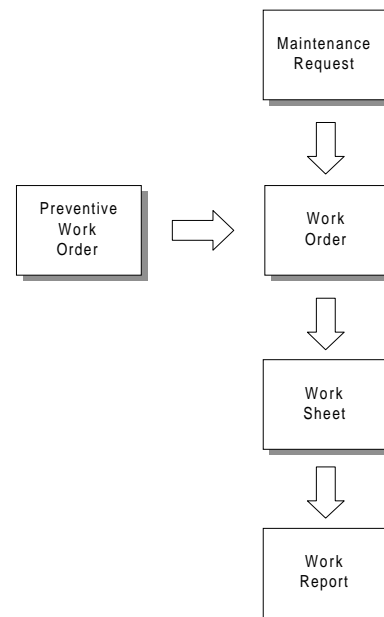 Maintenance
Request
Preventive
Work
Order
Work
Order
Work
Sheet
Work
Report